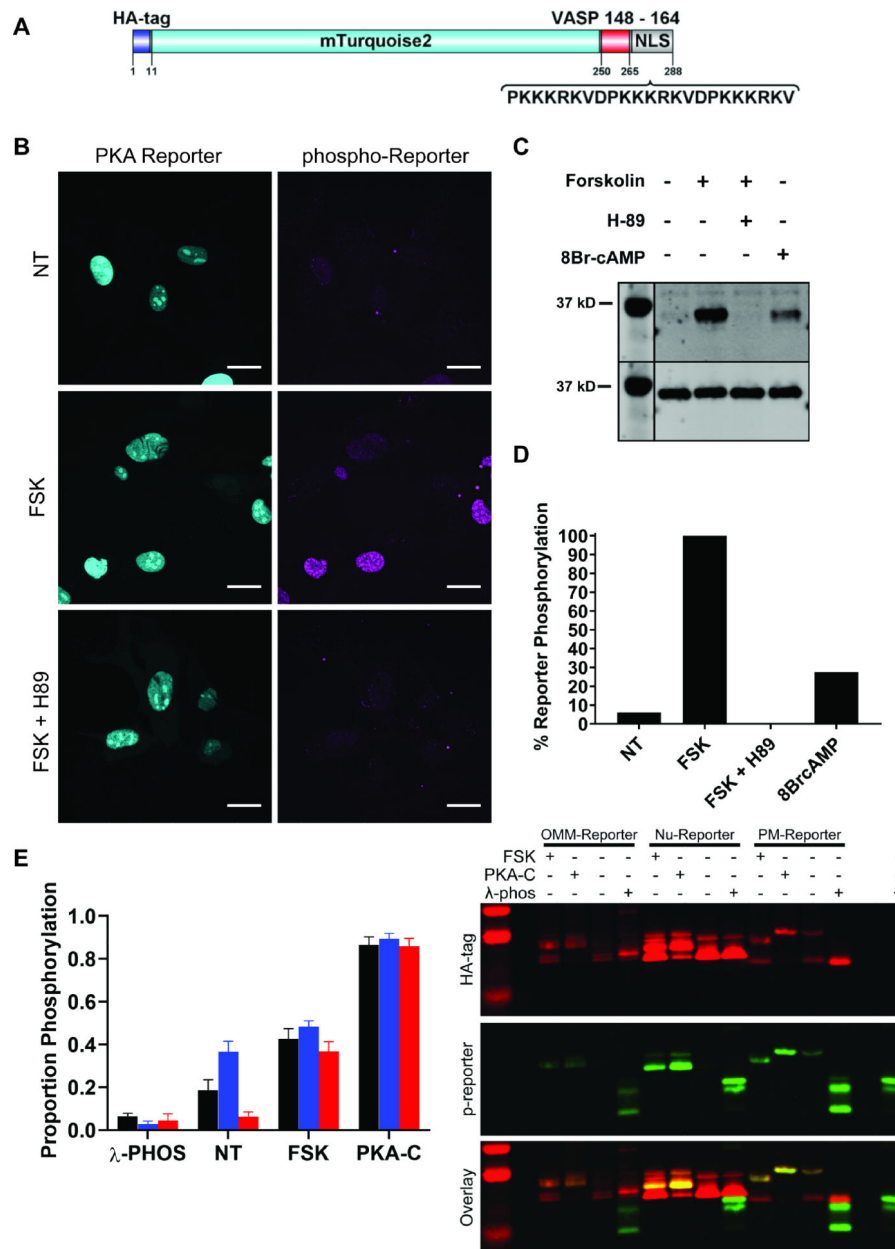 A
HA-tag
VASP 148 - 164
mTurquoise2
NLS
1 11 250 265 288
PKKKRKVDPKKKRKVDPKKKRKV
B
PKA Reporter phospho-Reporter
NT
FSK
FSK + H89
C
Forskolin - + + -
H-89 - - + -
8Br-cAMP - - - +
37 kD
37 kD
D
% Reporter Phosphorylation
100
90
80
70
60
50
40
30
20
10
0
NT FSK FSK + H89 8BrcAMP
E
Proportion Phosphorylation
1.0
0.8
0.6
0.4
0.2
0.0
λ-PHOS NT FSK PKA-C
OMM-Reporter Nu-Reporter PM-Reporter
FSK + - - - + - - - + - - - -
PKA-C - + - - - + - - - + - - -
λ-phos - - - + - - - + - - - + -
HA-tag
p-reporter
Overlay